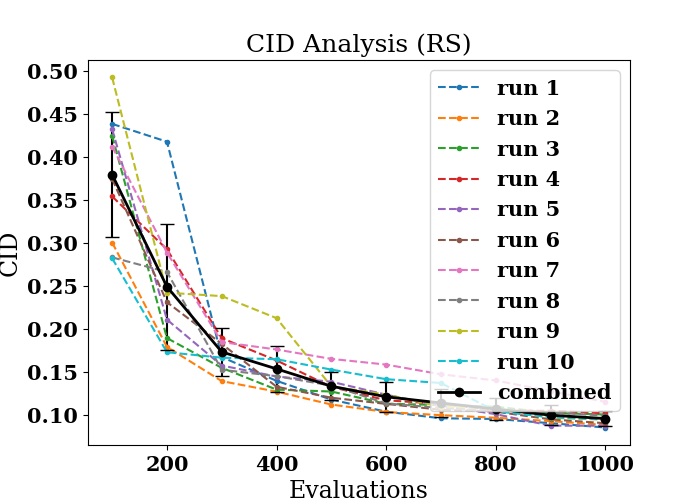 CID Analysis (RS)
0.50
0.45
0.40
0.35
0.30
0.25
0.20
0.15
0.10
CID
200
400
600
800
1000
Evaluations
run 1
run 2
run 3
run 4
run 5
run 6
run 7
run 8
run 9
run 10
combined